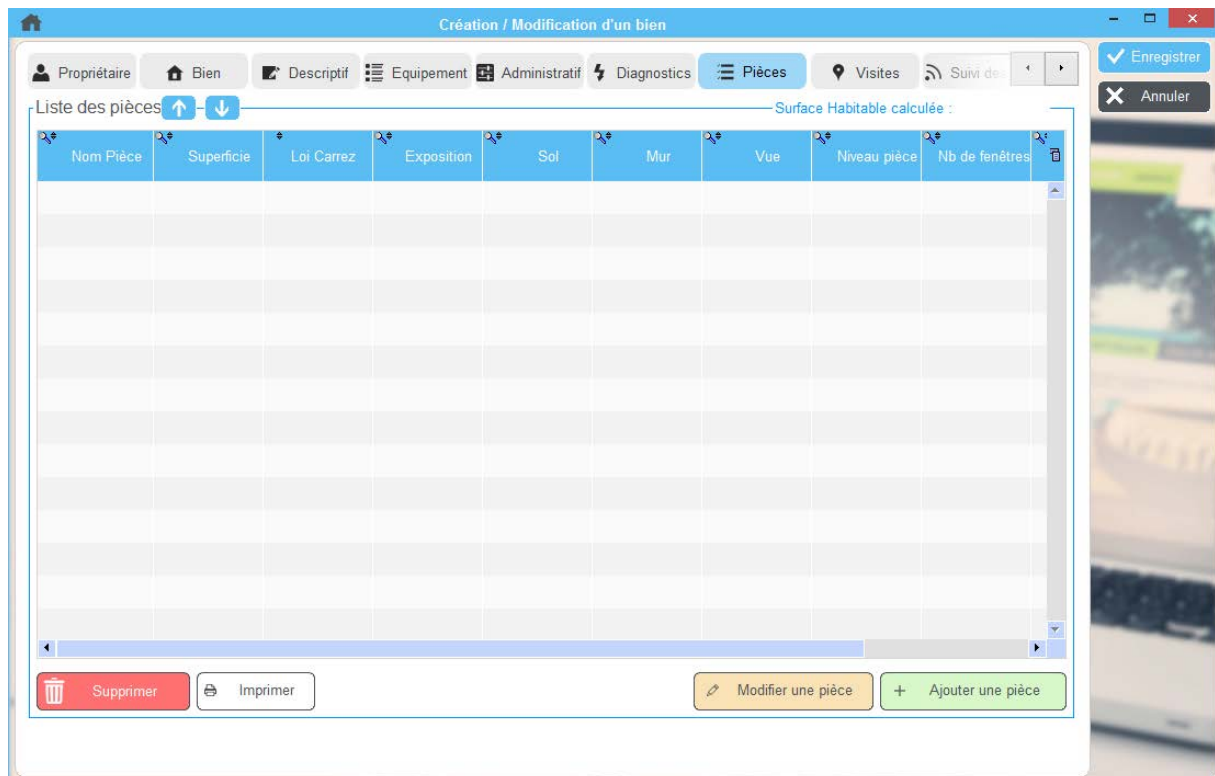 Création / Modification d'un bien
Propriétaire Bien Descriptif Equipement Administratif Diagnostics Pièces Visites Suivi de
Enregistrer
Annuler
Liste des pièces - Surface Habitable calculée :
Nom Pièce Superficie Loi Carrez Exposition Sol Mur Vue Niveau pièce Nb de fenêtres
Supprimer Imprimer Modifier une pièce + Ajouter une pièce